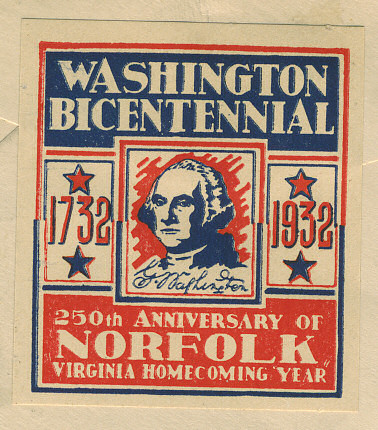 WASHINGTON
BICENTENNIAL
1732
1932
G. Washington
250th ANNIVERSARY OF
NORFOLK
VIRGINIA HOMECOMING "YEAR"